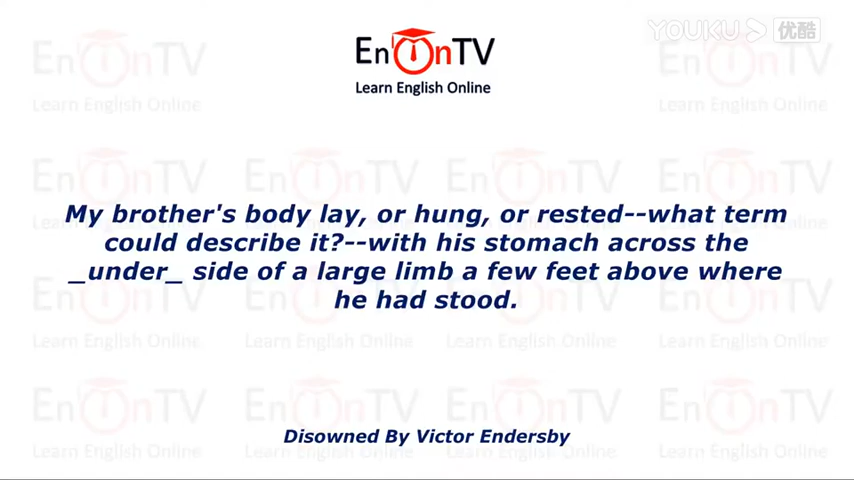 YOUKU 优酷
EnOnTV
Learn English Online
My brother's body lay, or hung, or rested--what term
could describe it?--with his stomach across the
_under_ side of a large limb a few feet above where
he had stood.
Disowned By Victor Endersby